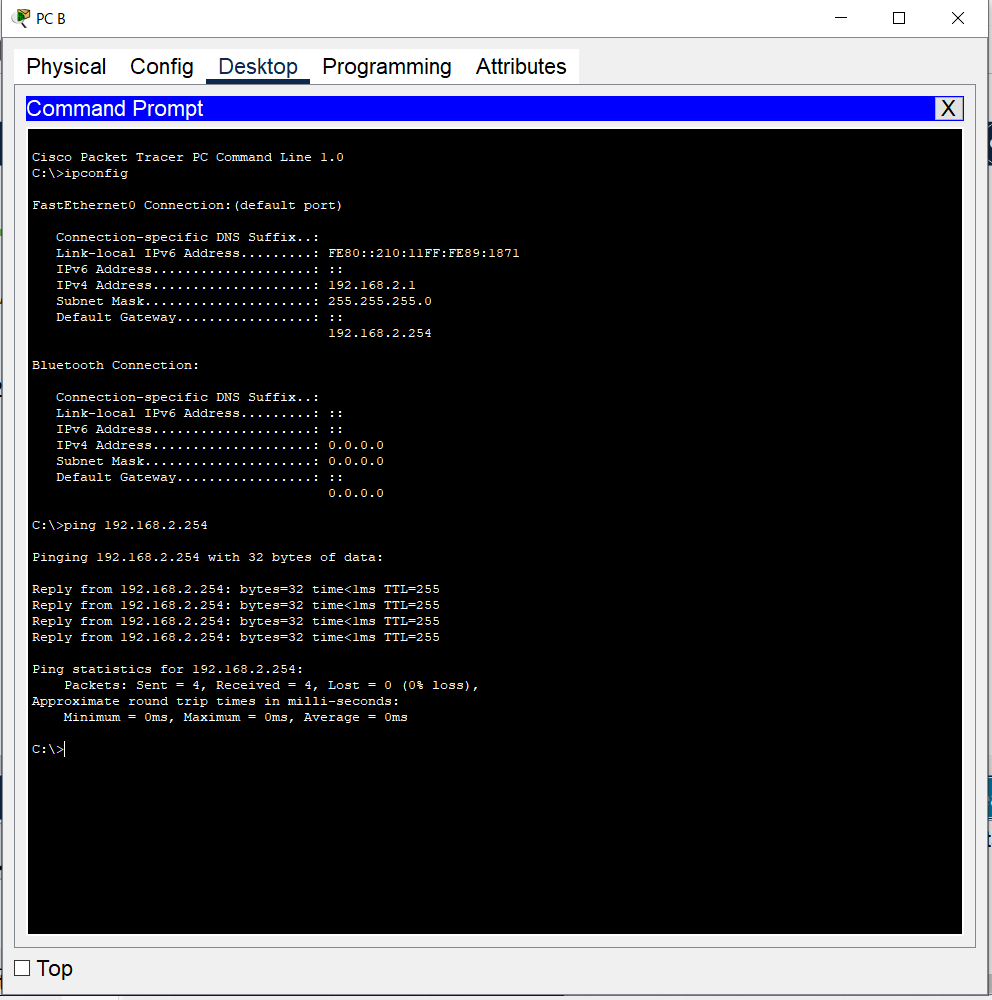 PC B
Physical Config Desktop Programming Attributes
Command Prompt X
Cisco Packet Tracer PC Command Line 1.0
C:\>ipconfig
FastEthernet0 Connection:(default port)
Connection-specific DNS Suffix..:
Link-local IPv6 Address.........: FE80::210:11FF:FE89:1871
IPv6 Address....................: ::
IPv4 Address....................: 192.168.2.1
Subnet Mask.....................: 255.255.255.0
Default Gateway.................: ::
192.168.2.254
Bluetooth Connection:
Connection-specific DNS Suffix..:
Link-local IPv6 Address.........: ::
IPv6 Address....................: ::
IPv4 Address....................: 0.0.0.0
Subnet Mask.....................: 0.0.0.0
Default Gateway.................: ::
0.0.0.0
C:\>ping 192.168.2.254
Pinging 192.168.2.254 with 32 bytes of data:
Reply from 192.168.2.254: bytes=32 time<1ms TTL=255
Reply from 192.168.2.254: bytes=32 time<1ms TTL=255
Reply from 192.168.2.254: bytes=32 time<1ms TTL=255
Reply from 192.168.2.254: bytes=32 time<1ms TTL=255
Ping statistics for 192.168.2.254:
Packets: Sent = 4, Received = 4, Lost = 0 (0% loss),
Approximate round trip times in milli-seconds:
Minimum = 0ms, Maximum = 0ms, Average = 0ms
C:\>
Top